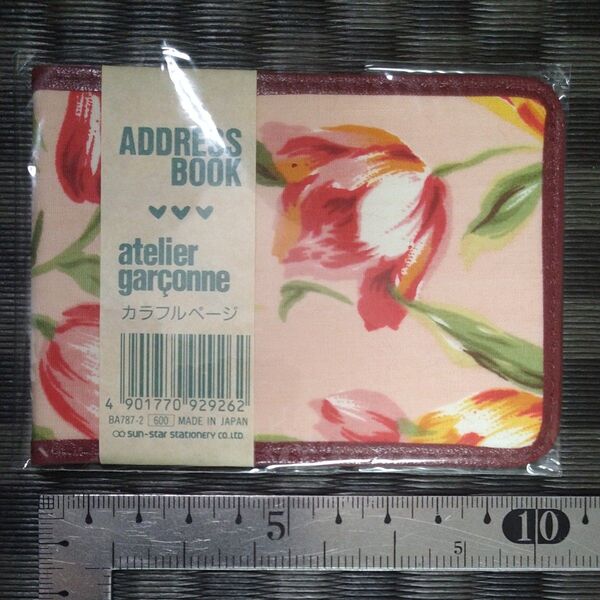 ADDRESS
BOOK
atelier
garçonne
カラフルページ
4 901770 929262
BA787-2 600 MADE IN JAPAN
sun-star stationery co.,ltd.
5 10
5